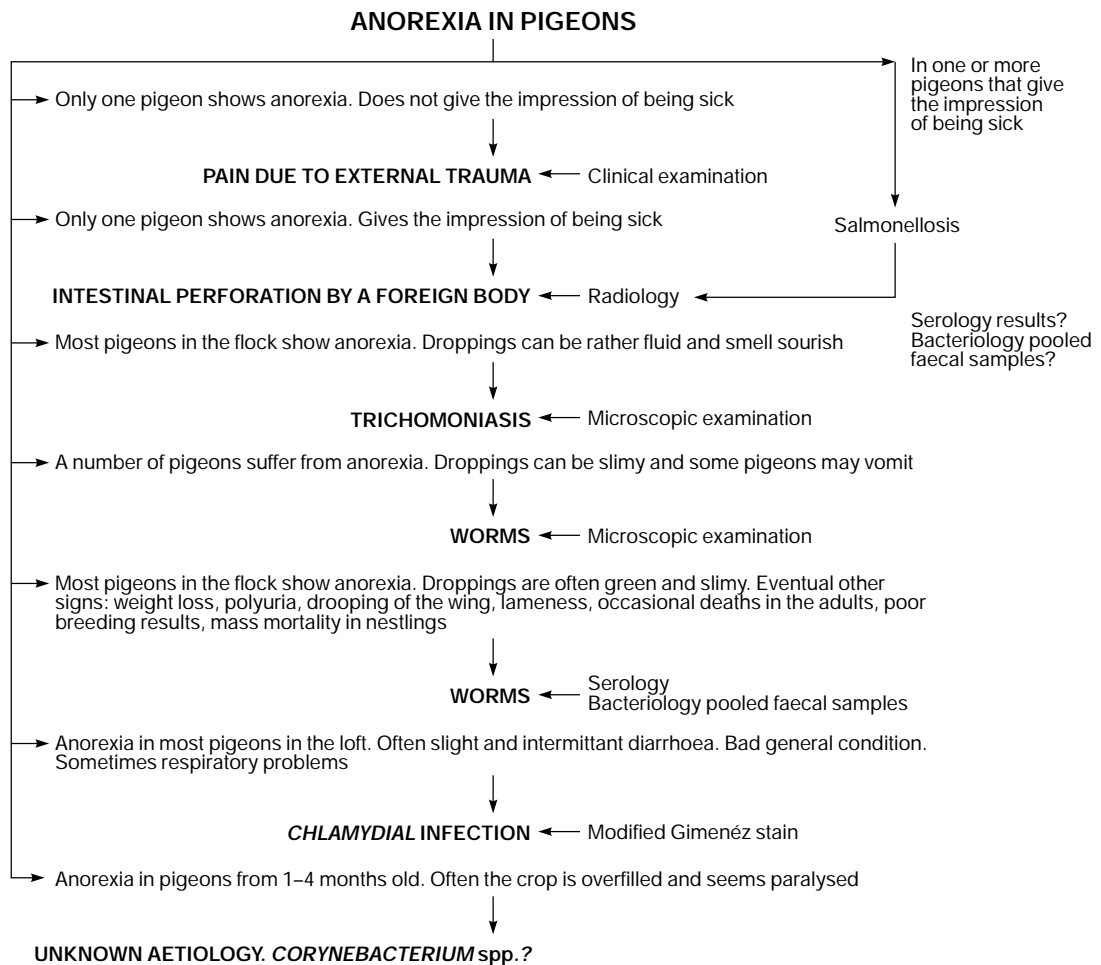 ANOREXIA IN PIGEONS
In one or more
pigeons that give
the impression
of being sick
Only one pigeon shows anorexia. Does not give the impression of being sick
PAIN DUE TO EXTERNAL TRAUMA
Clinical examination
Only one pigeon shows anorexia. Gives the impression of being sick
Salmonellosis
INTESTINAL PERFORATION BY A FOREIGN BODY
Radiology
Serology results?
Bacteriology pooled
faecal samples?
Most pigeons in the flock show anorexia. Droppings can be rather fluid and smell sourish
TRICHOMONIASIS
Microscopic examination
A number of pigeons suffer from anorexia. Droppings can be slimy and some pigeons may vomit
WORMS
Microscopic examination
Most pigeons in the flock show anorexia. Droppings are often green and slimy. Eventual other
signs: weight loss, polyuria, drooping of the wing, lameness, occasional deaths in the adults, poor
breeding results, mass mortality in nestlings
WORMS
Serology
Bacteriology pooled faecal samples
Anorexia in most pigeons in the loft. Often slight and intermittant diarrhoea. Bad general condition.
Sometimes respiratory problems
CHLAMYDIAL INFECTION
Modified Gimenéz stain
Anorexia in pigeons from 1–4 months old. Often the crop is overfilled and seems paralysed
UNKNOWN AETIOLOGY. CORYNEBACTERIUM spp.?